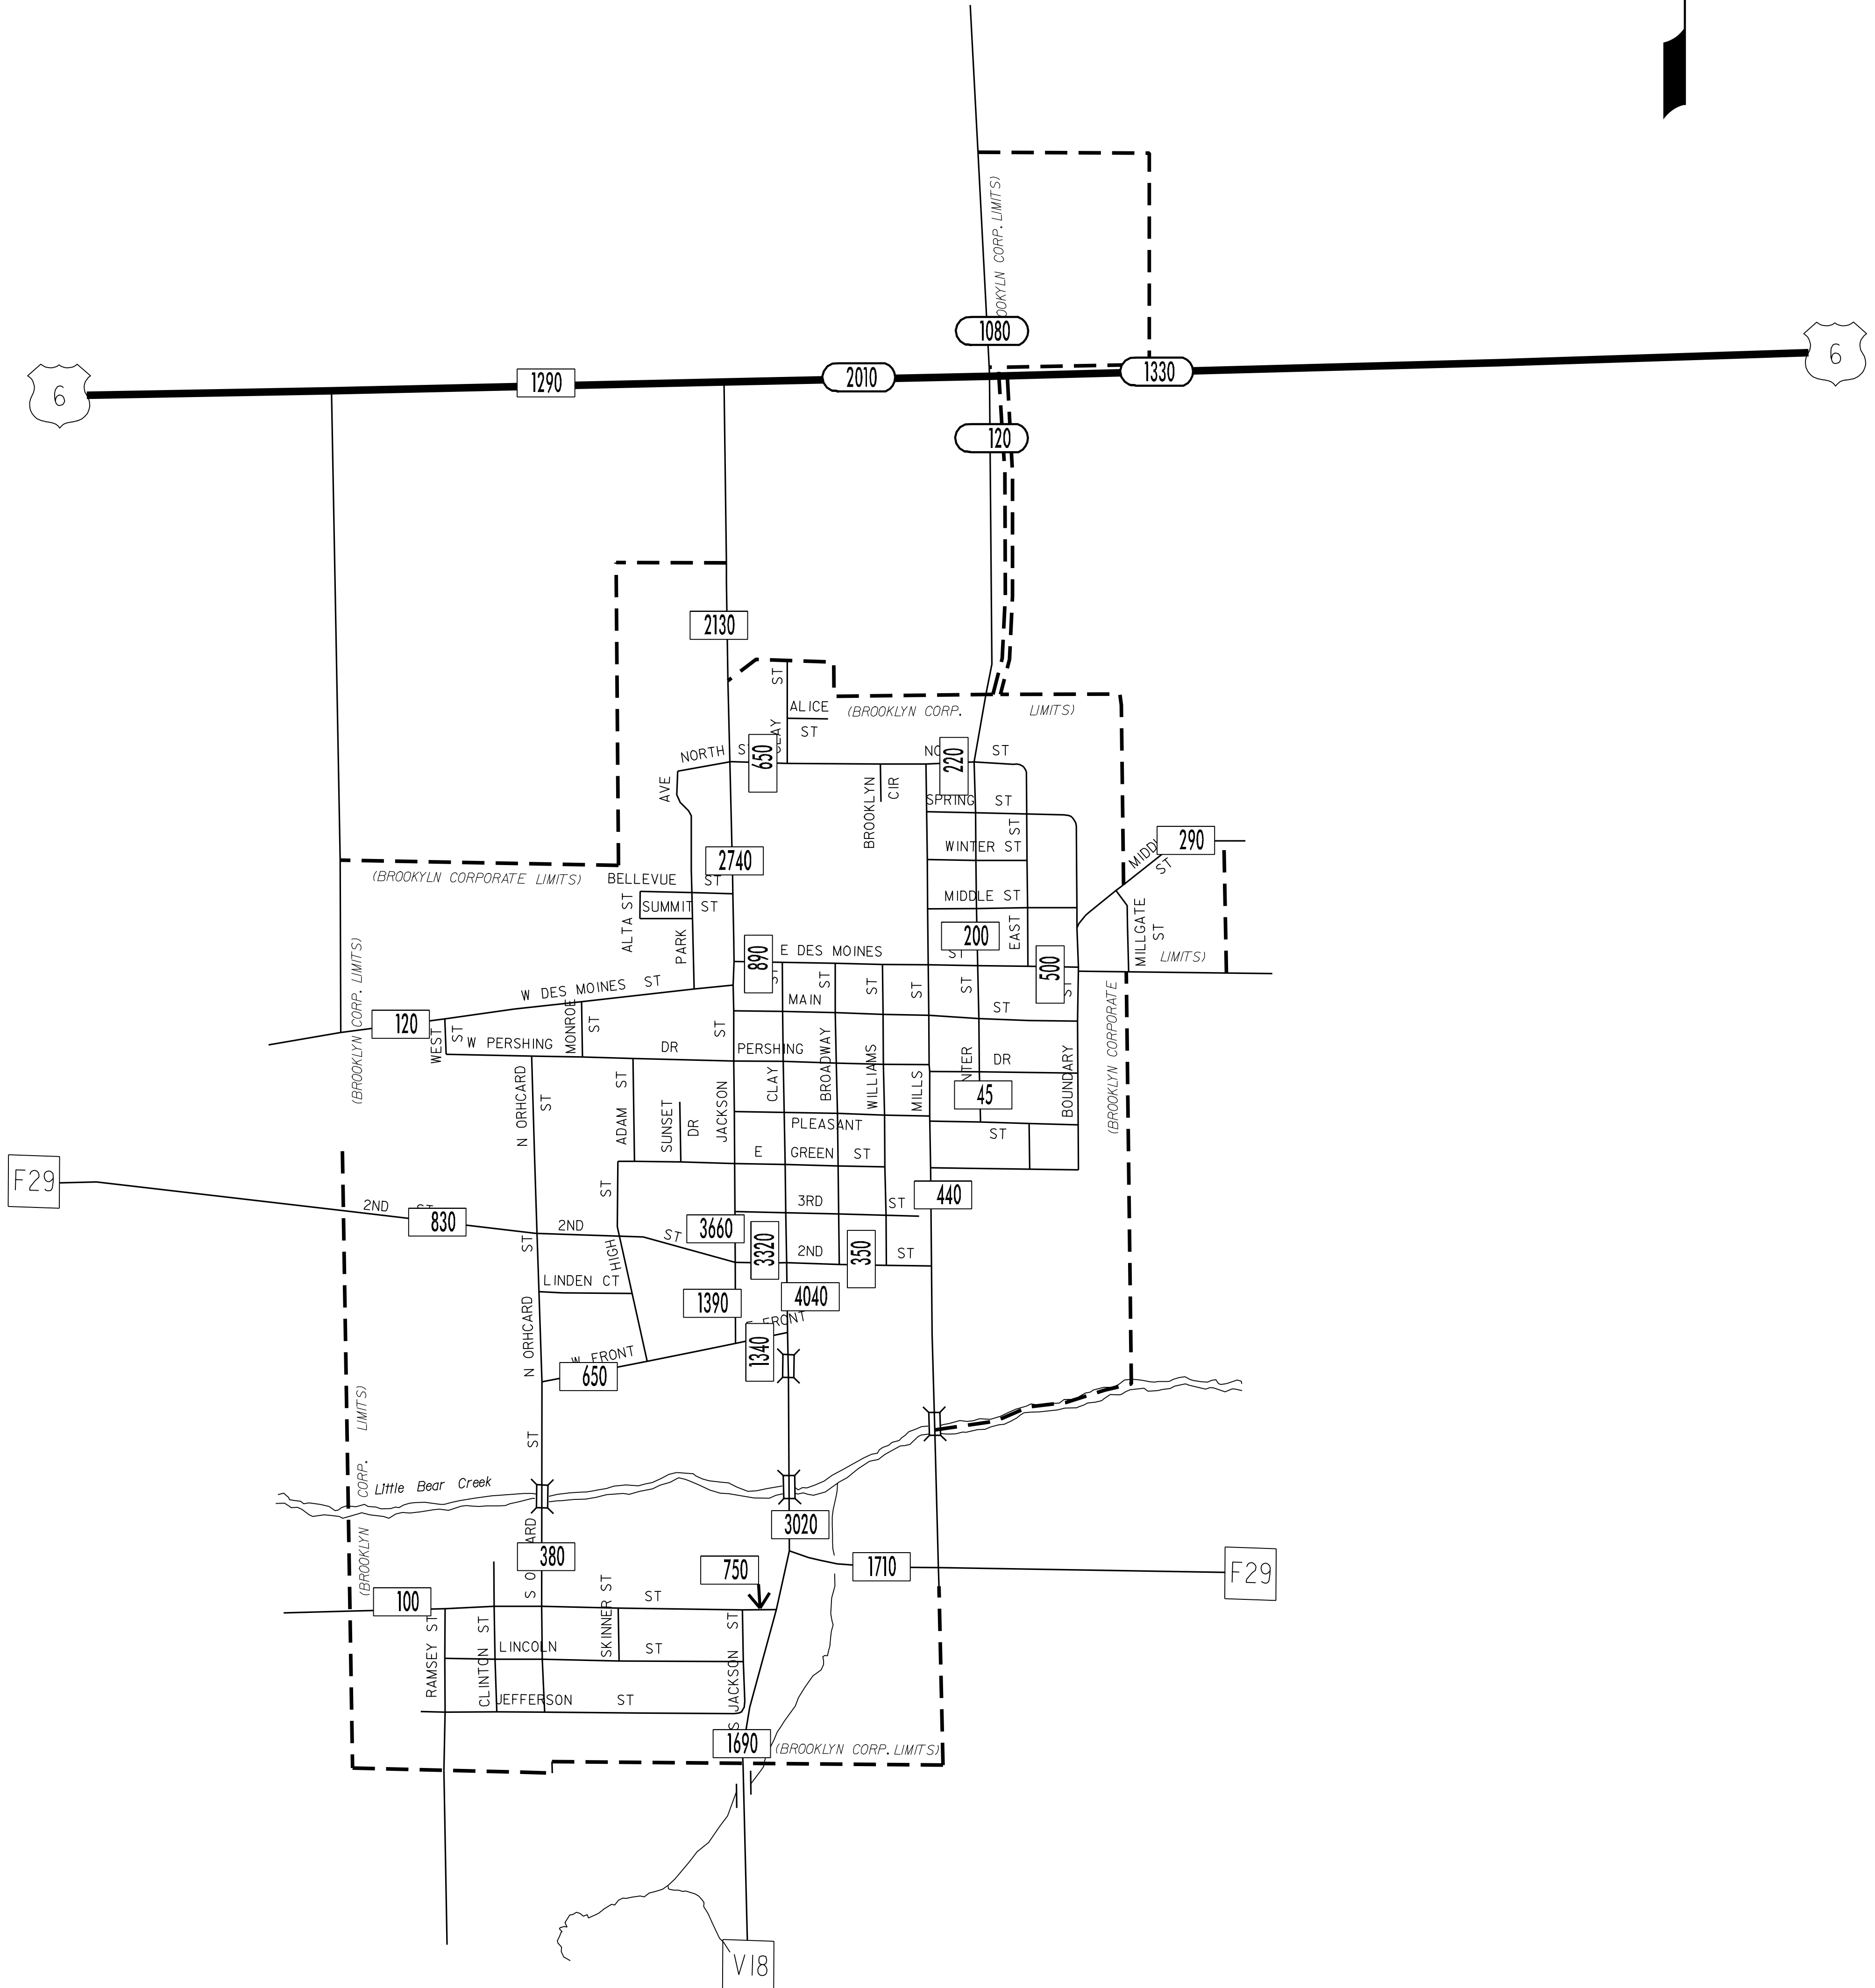 (BROOKYLN CORP. LIMITS)
1080
6
1290
2010
1330
6
120
2130
ST
ALICE
ST
(BROOKLYN CORP. LIMITS)
NORTH
650
220
ST
AVE
BROOKLYN
CIR
SPRING ST
ST
WINTER ST
MIDD
ST
290
2740
(BROOKYLN CORPORATE LIMITS)
BELLEVUE ST
SUMMIT ST
ALTA ST
PARK
MIDDLE ST
EAST
MILLGATE
ST
200
890
E DES MOINES
ST
500
LIMITS)
W DES MOINES ST
MAIN
ST
ST
ST
ST
ST
ST
ST
120
(BROOKLYN CORP. LIMITS)
WEST
ST
MONROE
ST
W PERSHING
DR
PERSHING
DR
ST
JACKSON
CLAY
BROADWAY
WILLIAMS
MILLS
BOUNDARY
(BROOKLYN CORPORATE
45
N ORHCARD
ST
ADAM ST
SUNSET
DR
PLEASANT
ST
E GREEN ST
F29
2ND
830
2ND
ST
ST
HIGH
3RD
ST
440
3660
3320
2ND
350
ST
ST
LINDEN CT
N ORHCARD
1390
4040
FRONT
1340
W FRONT
650
(BROOKLYN CORP. LIMITS)
ST
Little Bear Creek
3020
380
750
1710
F29
100
ST
RAMSEY ST
CLINTON ST
SKINNER ST
LINCOLN
ST
S JACKSON ST
JEFFERSON
ST
1690
(BROOKLYN CORP. LIMITS)
V18